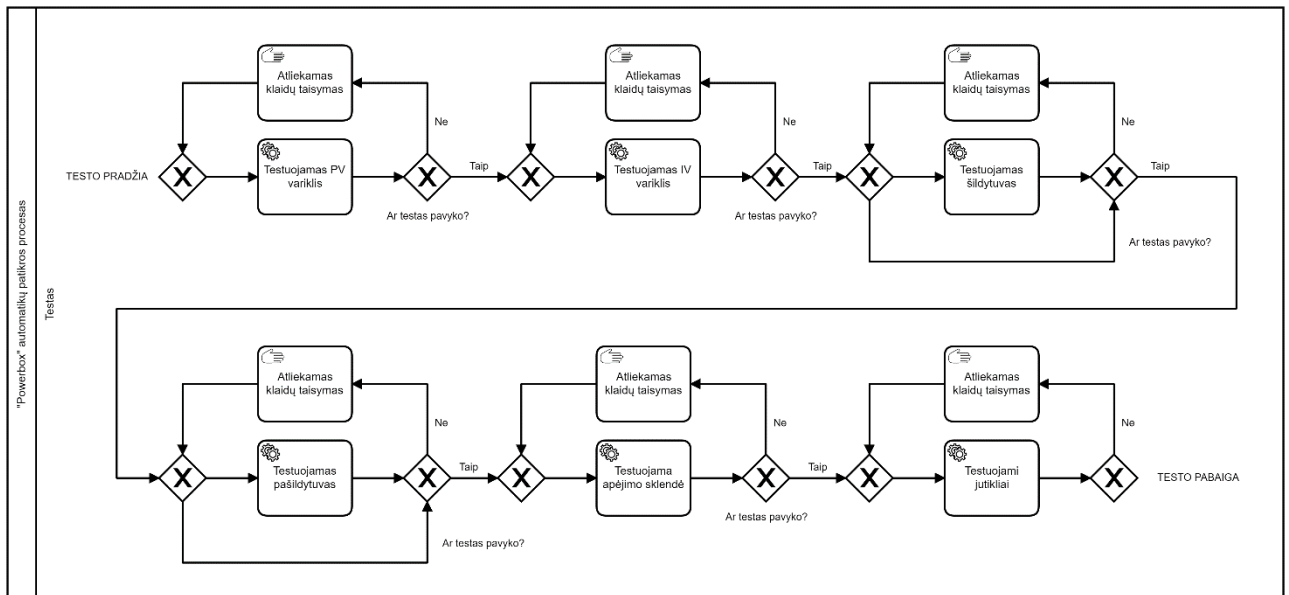 "Powerbox" automatikų patikros procesas
Testas
Atliekamas
klaidų taisymas
Atliekamas
klaidų taisymas
Atliekamas
klaidų taisymas
Ne
Ne
Ne
TESTO PRADŽIA
X
Testuojamas PV
variklis
X
Taip
X
Testuojamas IV
variklis
X
Taip
X
Testuojamas
šildytuvas
X
Taip
Ar testas pavyko?
Ar testas pavyko?
Ar testas pavyko?
Atliekamas
klaidų taisymas
Atliekamas
klaidų taisymas
Atliekamas
klaidų taisymas
Ne
Ne
Ne
X
Testuojamas
pašildytuvas
X
Taip
X
Testuojama
apėjimo sklendė
X
Taip
X
Testuojami
jutikliai
X
TESTO PABAIGA
Ar testas pavyko?
Ar testas pavyko?